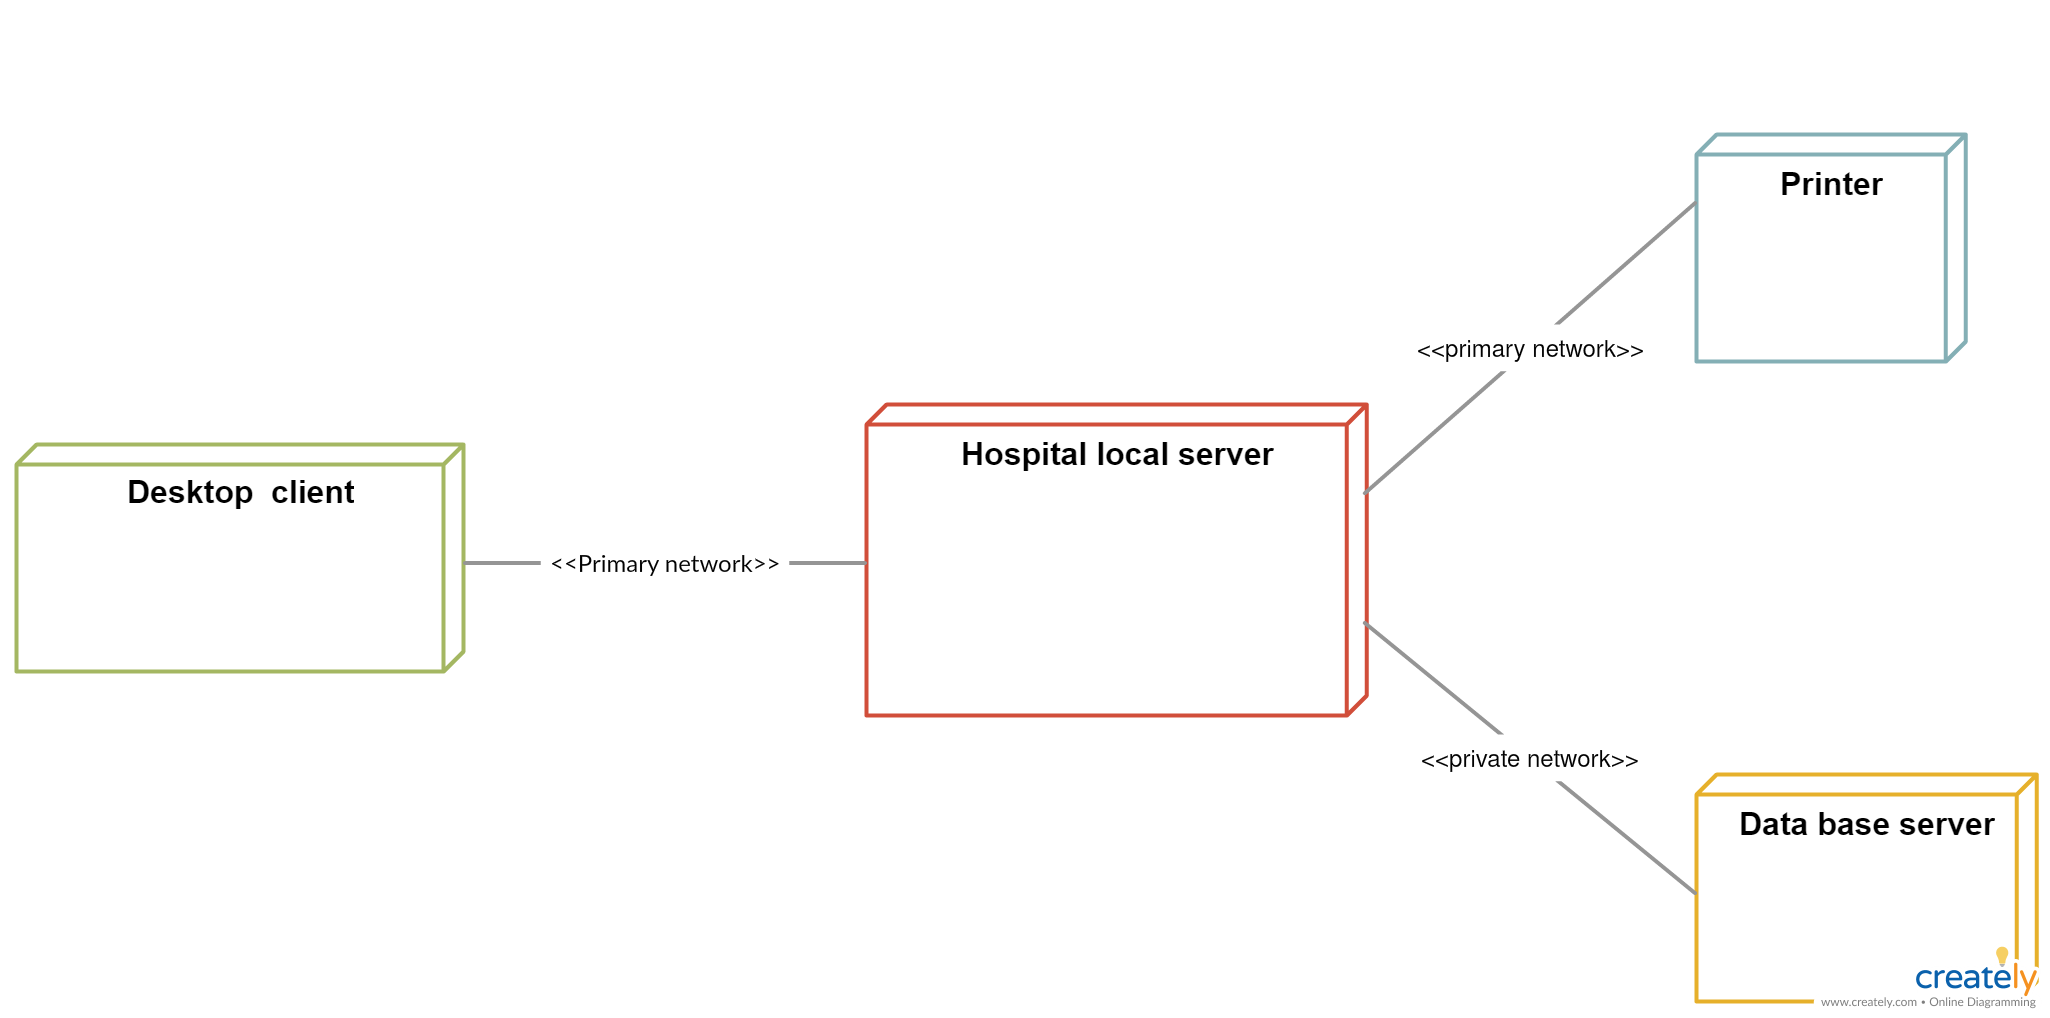 Printer
<<primary network>>
Hospital local server
Desktop  client
<<Primary network>>
<<private network>>
Data base server
creately
www.creately.com • Online Diagramming